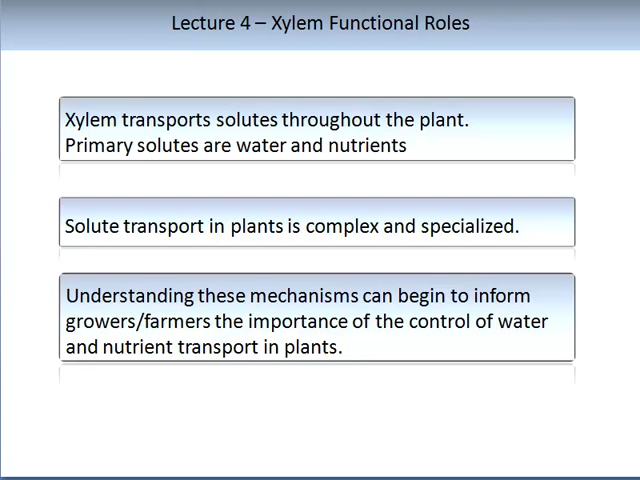 Lecture 4 – Xylem Functional Roles
Xylem transports solutes throughout the plant.
Primary solutes are water and nutrients
Solute transport in plants is complex and specialized.
Understanding these mechanisms can begin to inform
growers/farmers the importance of the control of water
and nutrient transport in plants.